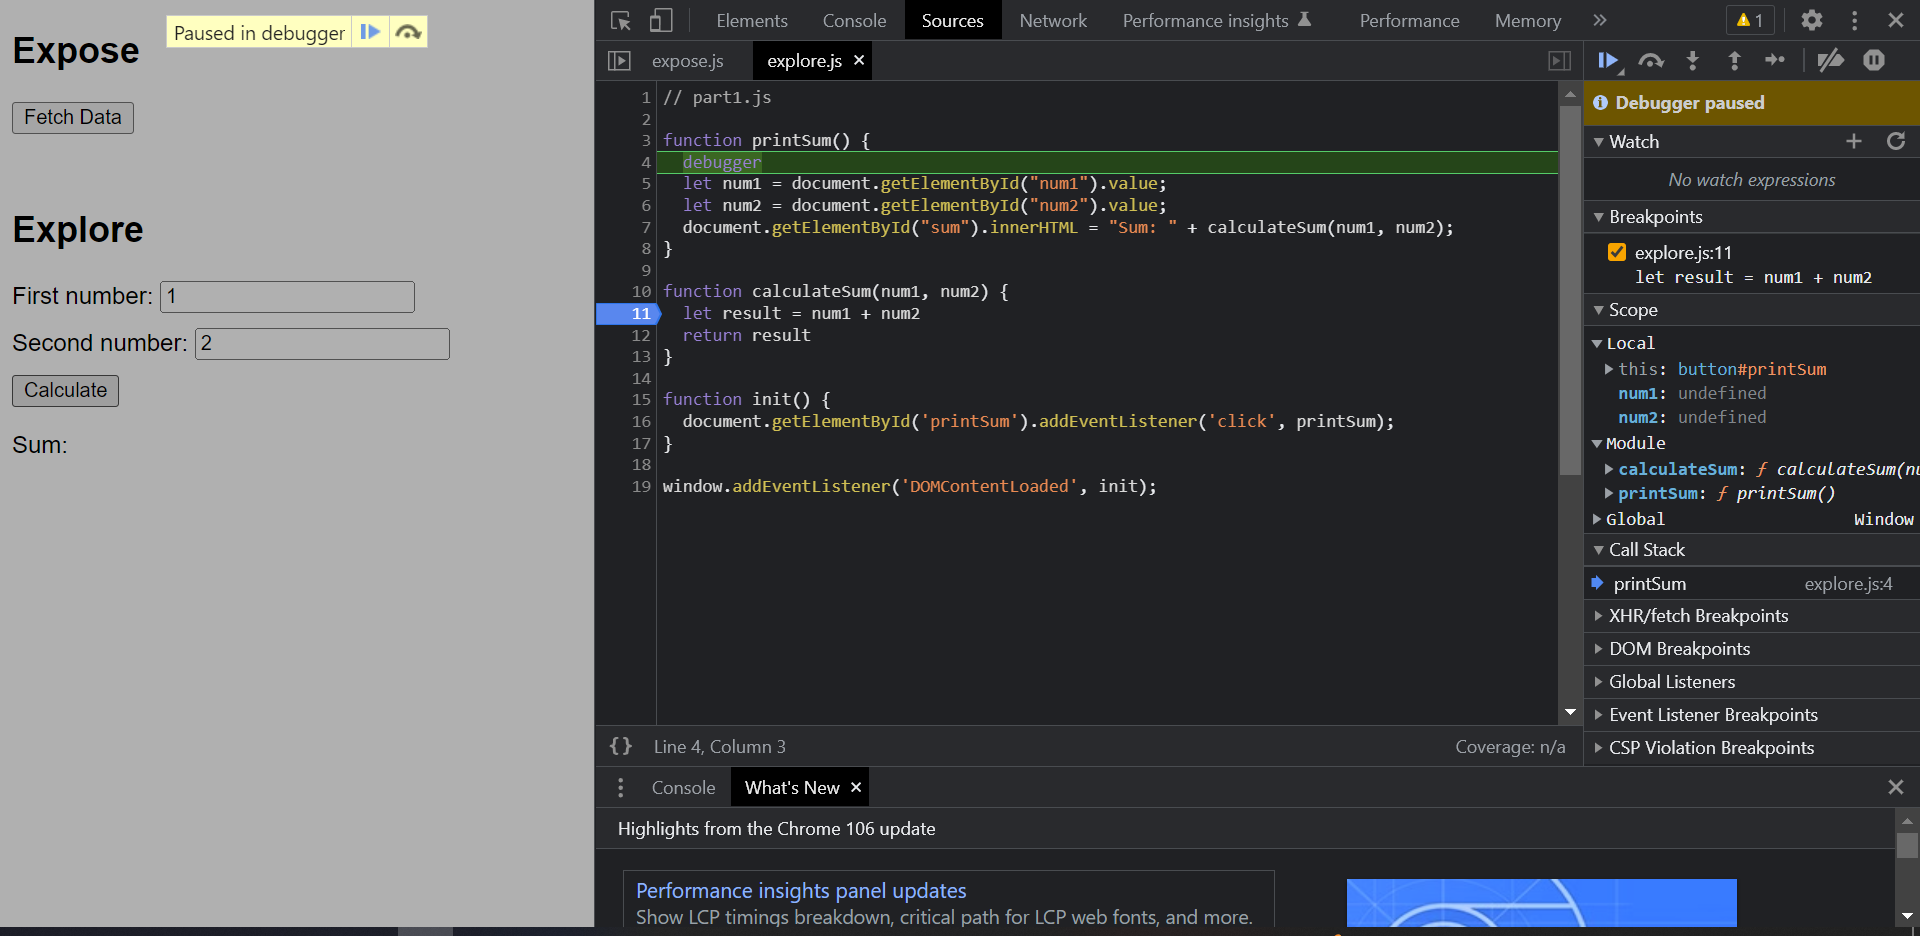 Expose
Paused in debugger
Fetch Data
Explore
First number: 1
Second number: 2
Calculate
Sum:
Elements Console Sources Network Performance insights Performance Memory » 1
expose.js explore.js ×
1 // part1.js
2
3 function printSum() {
4 debugger
5 let num1 = document.getElementById("num1").value;
6 let num2 = document.getElementById("num2").value;
7 document.getElementById("sum").innerHTML = "Sum: " + calculateSum(num1, num2);
8 }
9
10 function calculateSum(num1, num2) {
11 let result = num1 + num2
12 return result
13 }
14
15 function init() {
16 document.getElementById('printSum').addEventListener('click', printSum);
17 }
18
19 window.addEventListener('DOMContentLoaded', init);
{} Line 4, Column 3 Coverage: n/a
Debugger paused
Watch
No watch expressions
Breakpoints
explore.js:11
let result = num1 + num2
Scope
Local
this: button#printSum
num1: undefined
num2: undefined
Module
calculateSum: ƒ calculateSum(nu
printSum: ƒ printSum()
Global Window
Call Stack
printSum explore.js:4
XHR/fetch Breakpoints
DOM Breakpoints
Global Listeners
Event Listener Breakpoints
CSP Violation Breakpoints
Console What's New ×
Highlights from the Chrome 106 update
Performance insights panel updates
Show LCP timings breakdown, critical path for LCP web fonts, and more.